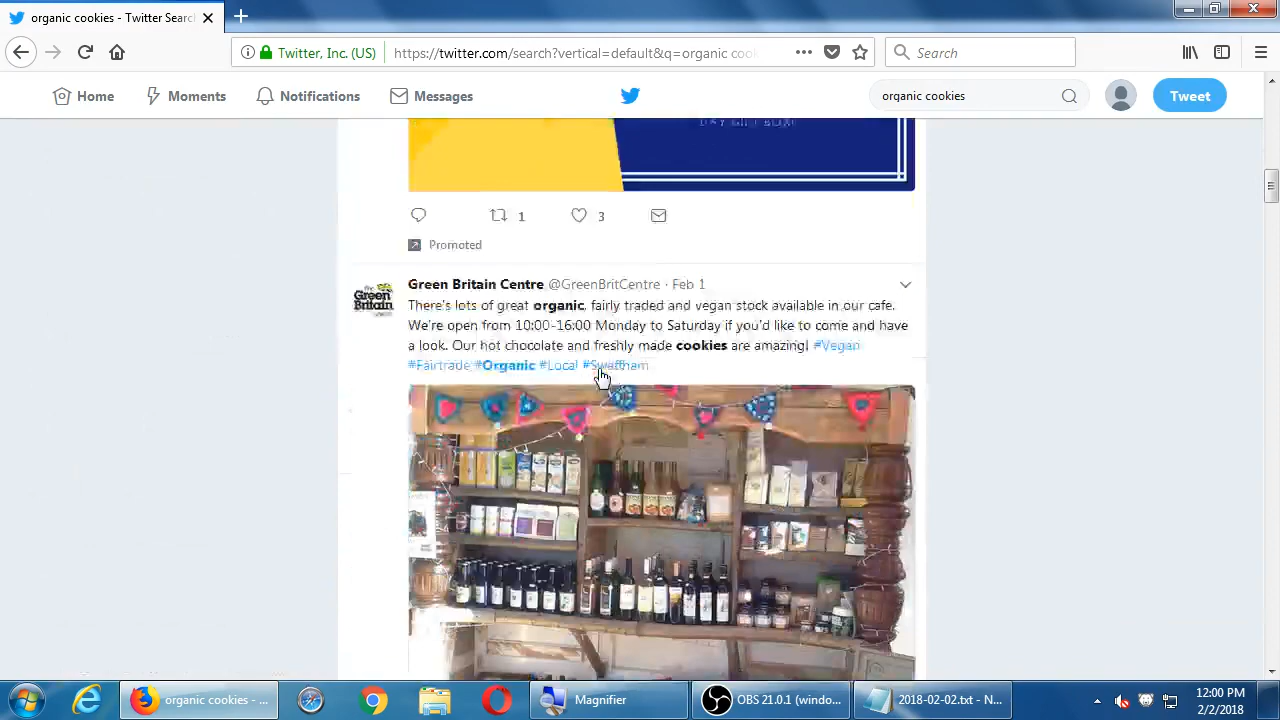 organic cookies - Twitter Searc
Twitter, Inc. (US)
https://twitter.com/search?vertical=default&q=organic coo
Search
Home
Moments
Notifications
Messages
organic cookies
Tweet
1
3
Promoted
Green Britain Centre @GreenBritCentre · Feb 1
There's lots of great organic, fairly traded and vegan stock available in our cafe.
We're open from 10:00-16:00 Monday to Saturday if you'd like to come and have
a look. Our hot chocolate and freshly made cookies are amazing! #Vegan
#Fairtrade #Organic #Local #Swaffham
Green
Britain
organic cookies - ...
Magnifier
OBS 21.0.1 (windo...
2018-02-02.txt - N...
12:00 PM
2/2/2018